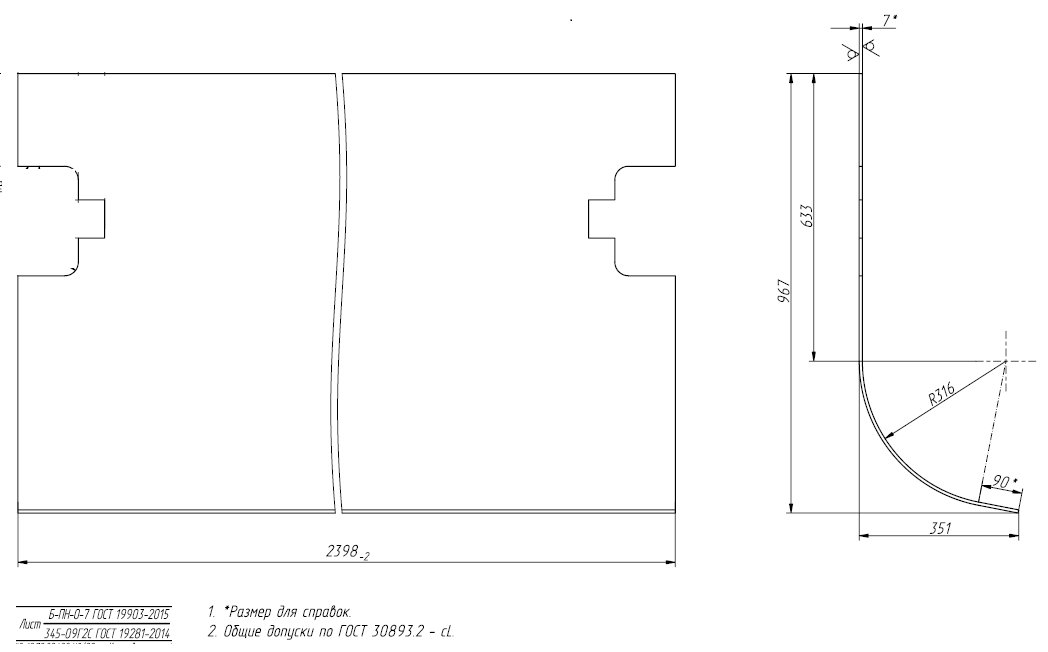 7*
633
967
R316
90*
351
2398-2
Лист
Б-ПН-О-7 ГОСТ 19903-2015
345-09Г2С ГОСТ 19281-2014
1. *Размер для справок.
2. Общие допуски по ГОСТ 30893.2 - cL.